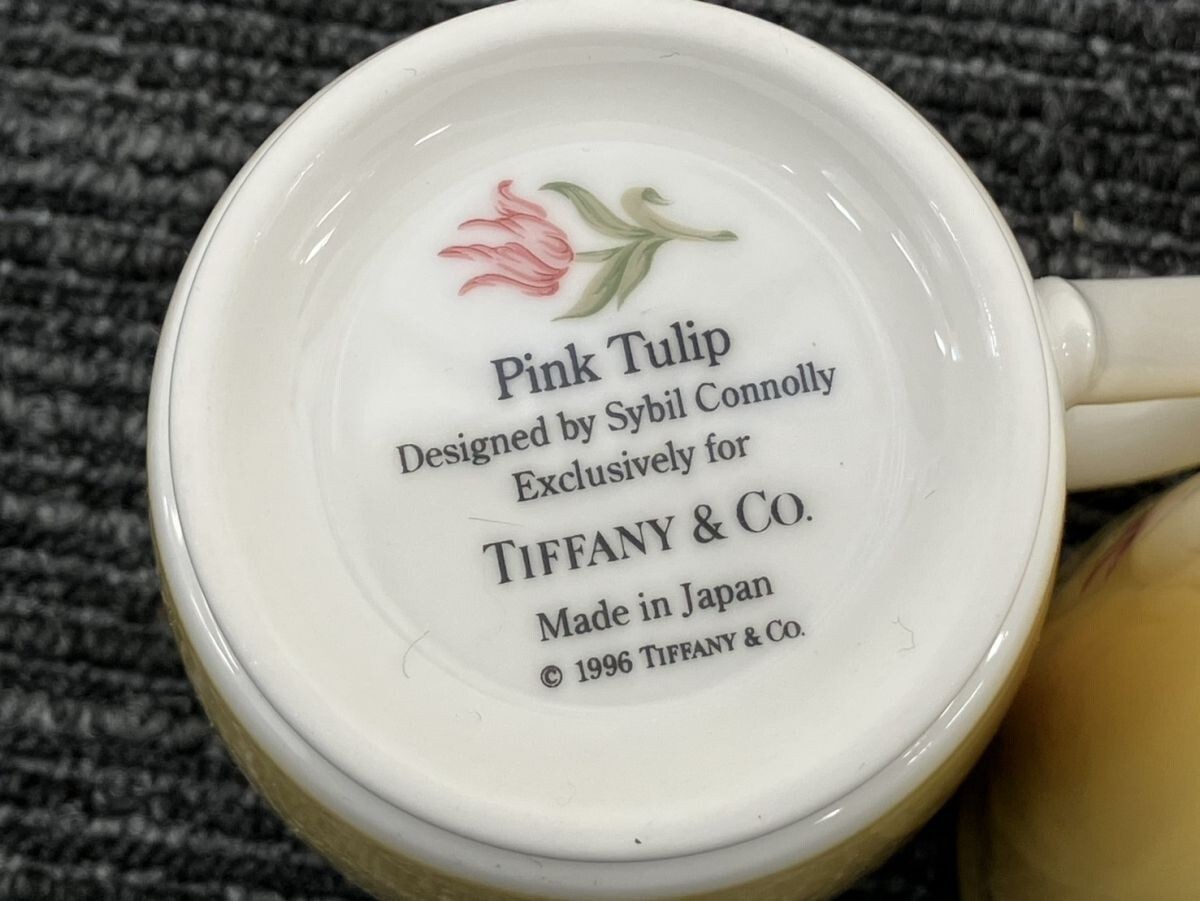 Pink Tulip
Designed by Sybil Connolly
Exclusively for
TIFFANY & CO.
Made in Japan
© 1996 TIFFANY & CO.